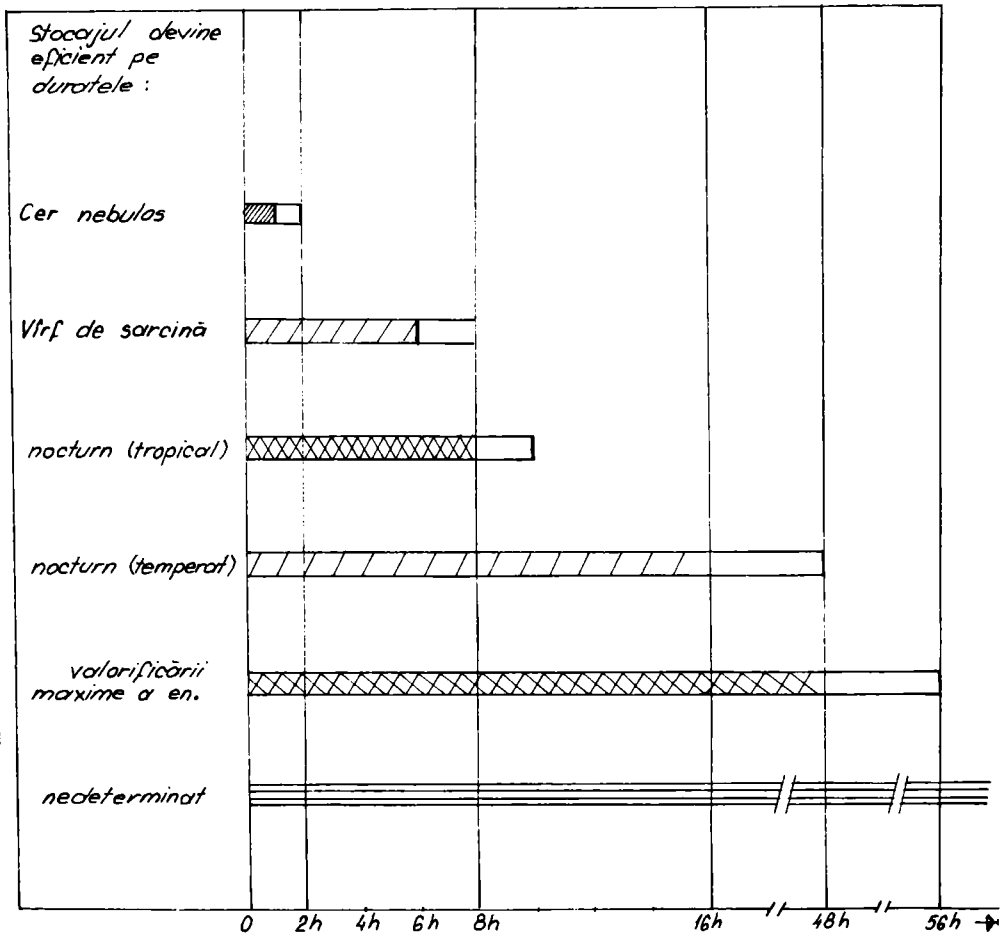 Stocajul devine
eficient pe
duratele :
Cer nebulos
Vîrf de sarcină
nocturn (tropical)
nocturn (temperat)
valorificării
maxime a en.
nedeterminat
0 2h 4h 6h 8h 16h 48h 56h